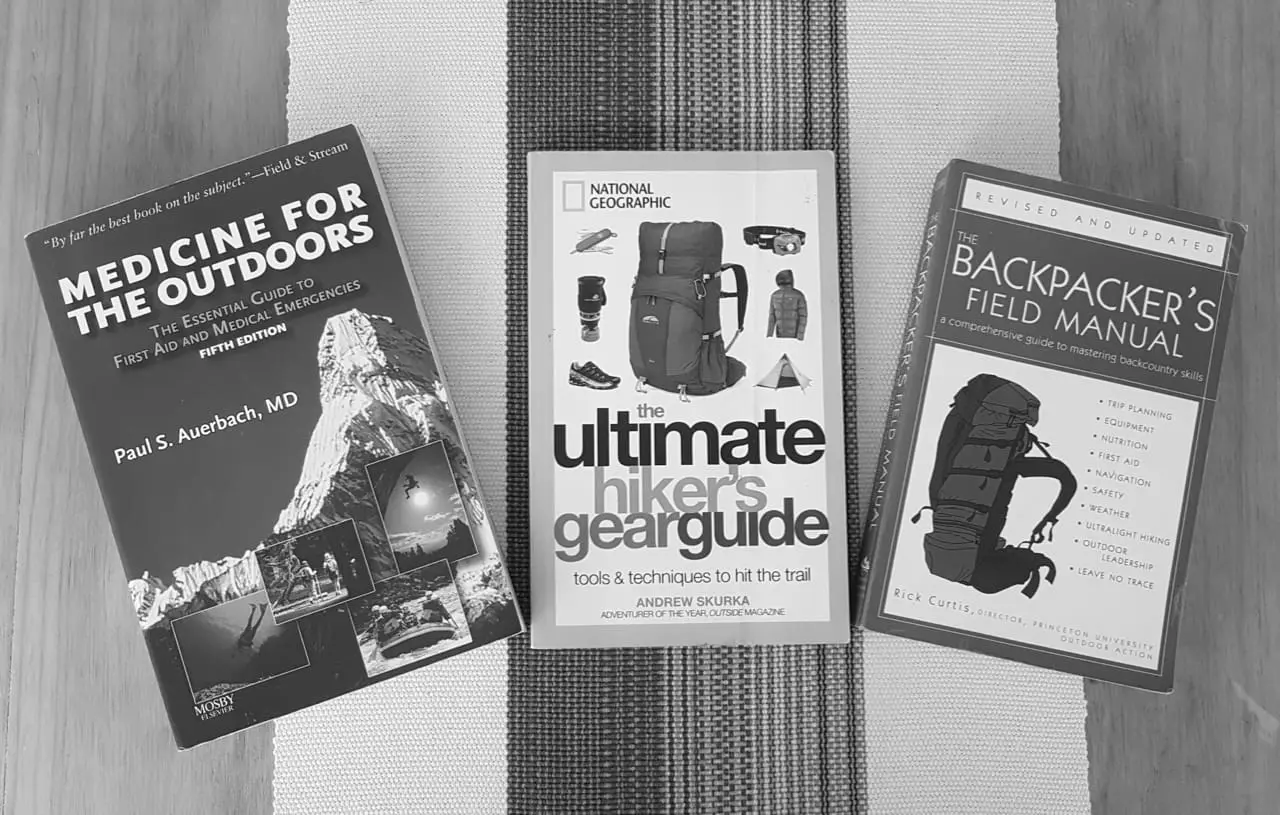 "By far the best book on the subject."—Field & Stream
MEDICINE FOR
THE OUTDOORS
THE ESSENTIAL GUIDE TO
FIRST AID AND MEDICAL EMERGENCIES
FIFTH EDITION
Paul S. Auerbach, MD
MOSBY
ELSEVIER
NATIONAL
GEOGRAPHIC
the
ultimate
hiker's
gearguide
tools & techniques to hit the trail
ANDREW SKURKA
ADVENTURER OF THE YEAR, OUTSIDE MAGAZINE
THE BACKPACKER'S FIELD MANUAL
REVISED AND UPDATED
THE
BACKPACKER'S
FIELD MANUAL
a comprehensive guide to mastering backcountry skills
• TRIP PLANNING
• EQUIPMENT
• NUTRITION
• FIRST AID
• NAVIGATION
• SAFETY
• WEATHER
• ULTRALIGHT HIKING
• OUTDOOR
LEADERSHIP
• LEAVE NO TRACE
Rick Curtis, DIRECTOR, PRINCETON UNIVERSITY
OUTDOOR ACTION